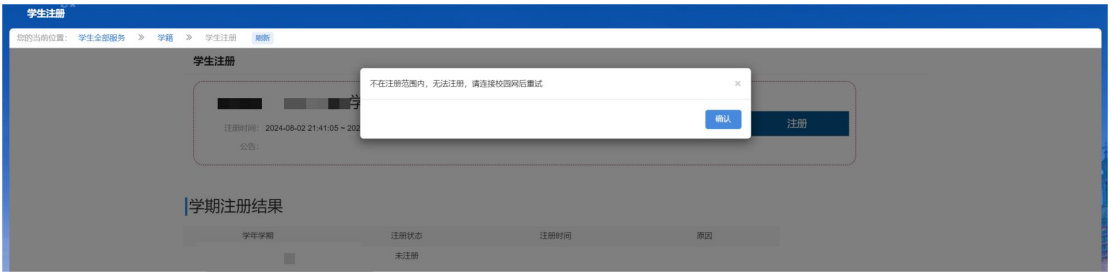 学生注册
您的当前位置: 学生全部服务 » 学籍 » 学生注册 刷新
学生注册
不在注册范围内，无法注册，请连接校园网后重试 ×
学
确认
注册
注册时间: 2024-08-02 21:41:05 ~ 202
公告:
学期注册结果
学年学期 注册状态 注册时间 原因
未注册